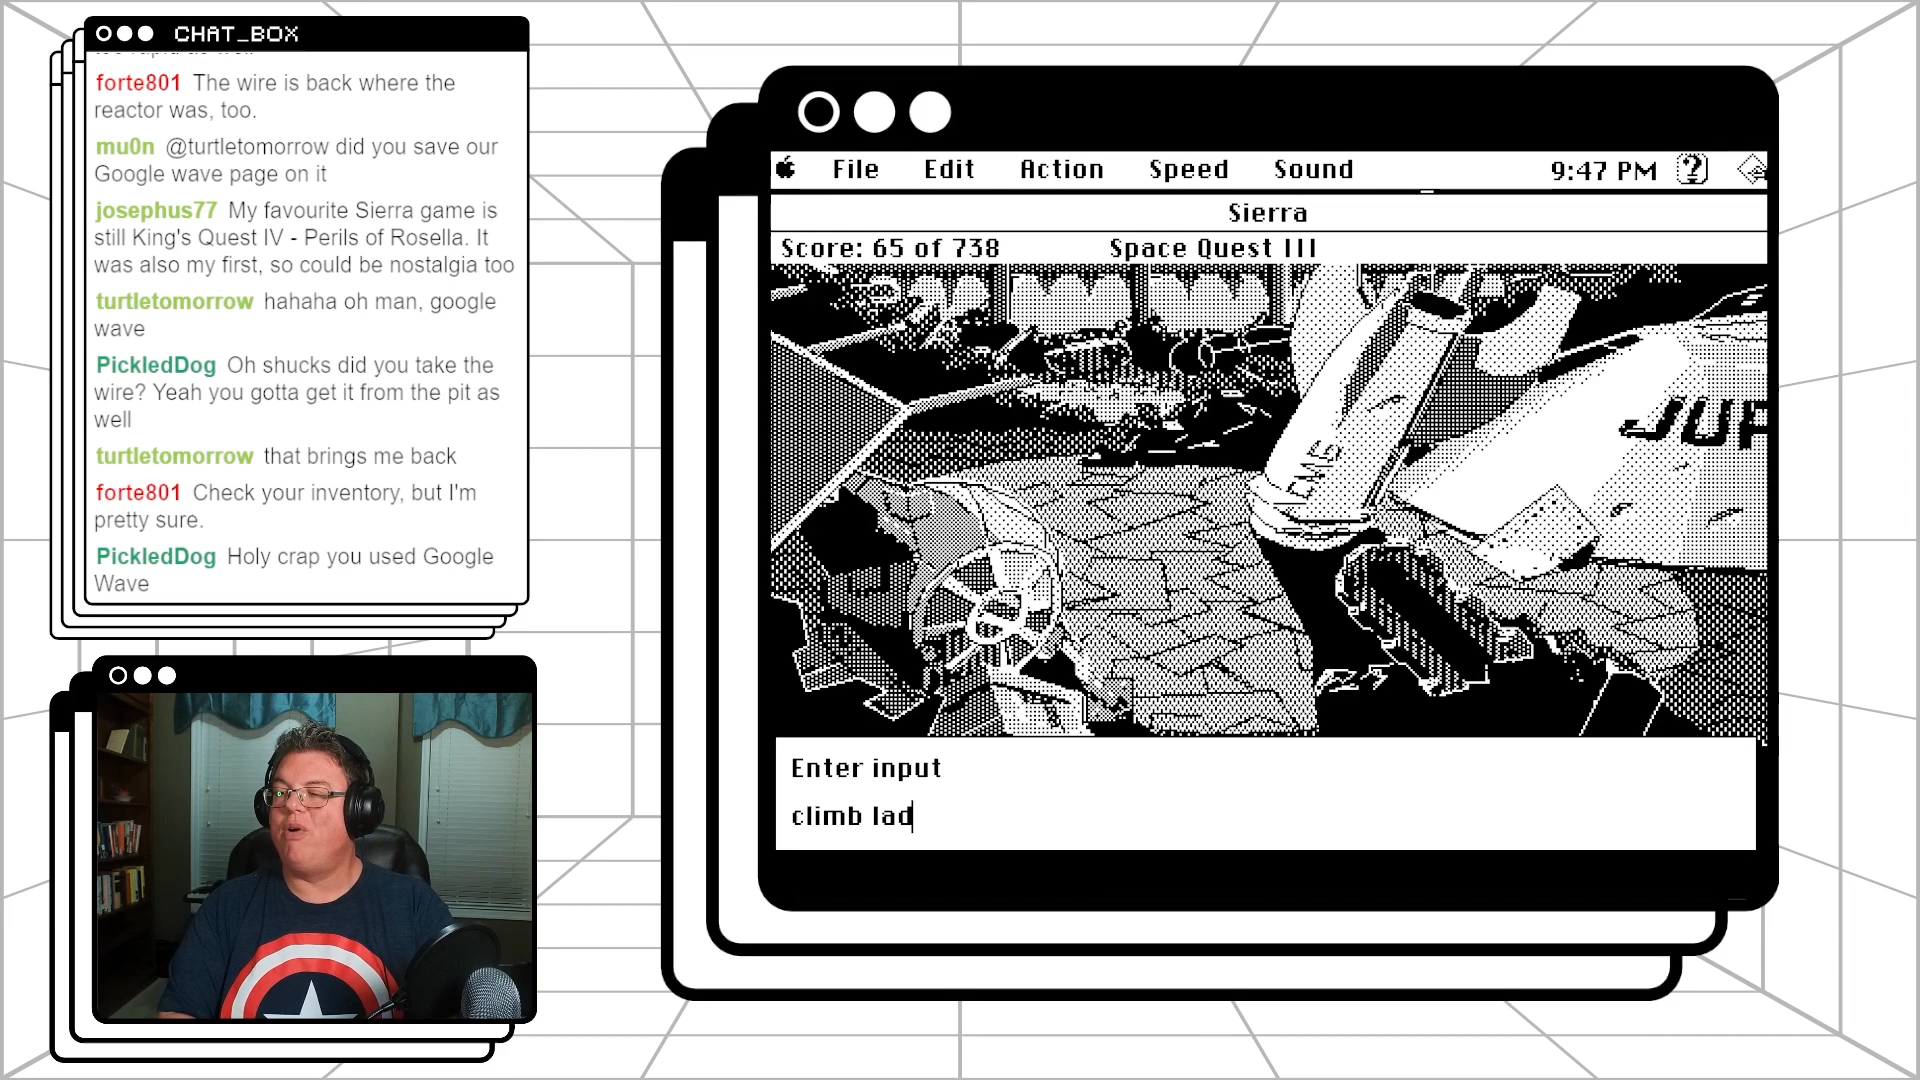 CHAT_BOX
forte801 The wire is back where the
reactor was, too.
mu0n @turtletomorrow did you save our
Google wave page on it
josephus77 My favourite Sierra game is
still King's Quest IV - Perils of Rosella. It
was also my first, so could be nostalgia too
turtletomorrow hahaha oh man, google
wave
PickledDog Oh shucks did you take the
wire? Yeah you gotta get it from the pit as
well
turtletomorrow that brings me back
forte801 Check your inventory, but I'm
pretty sure.
PickledDog Holy crap you used Google
Wave
File Edit Action Speed Sound 9:47 PM
Sierra
Score: 65 of 738 Space Quest III
JUP
Enter input
climb lad